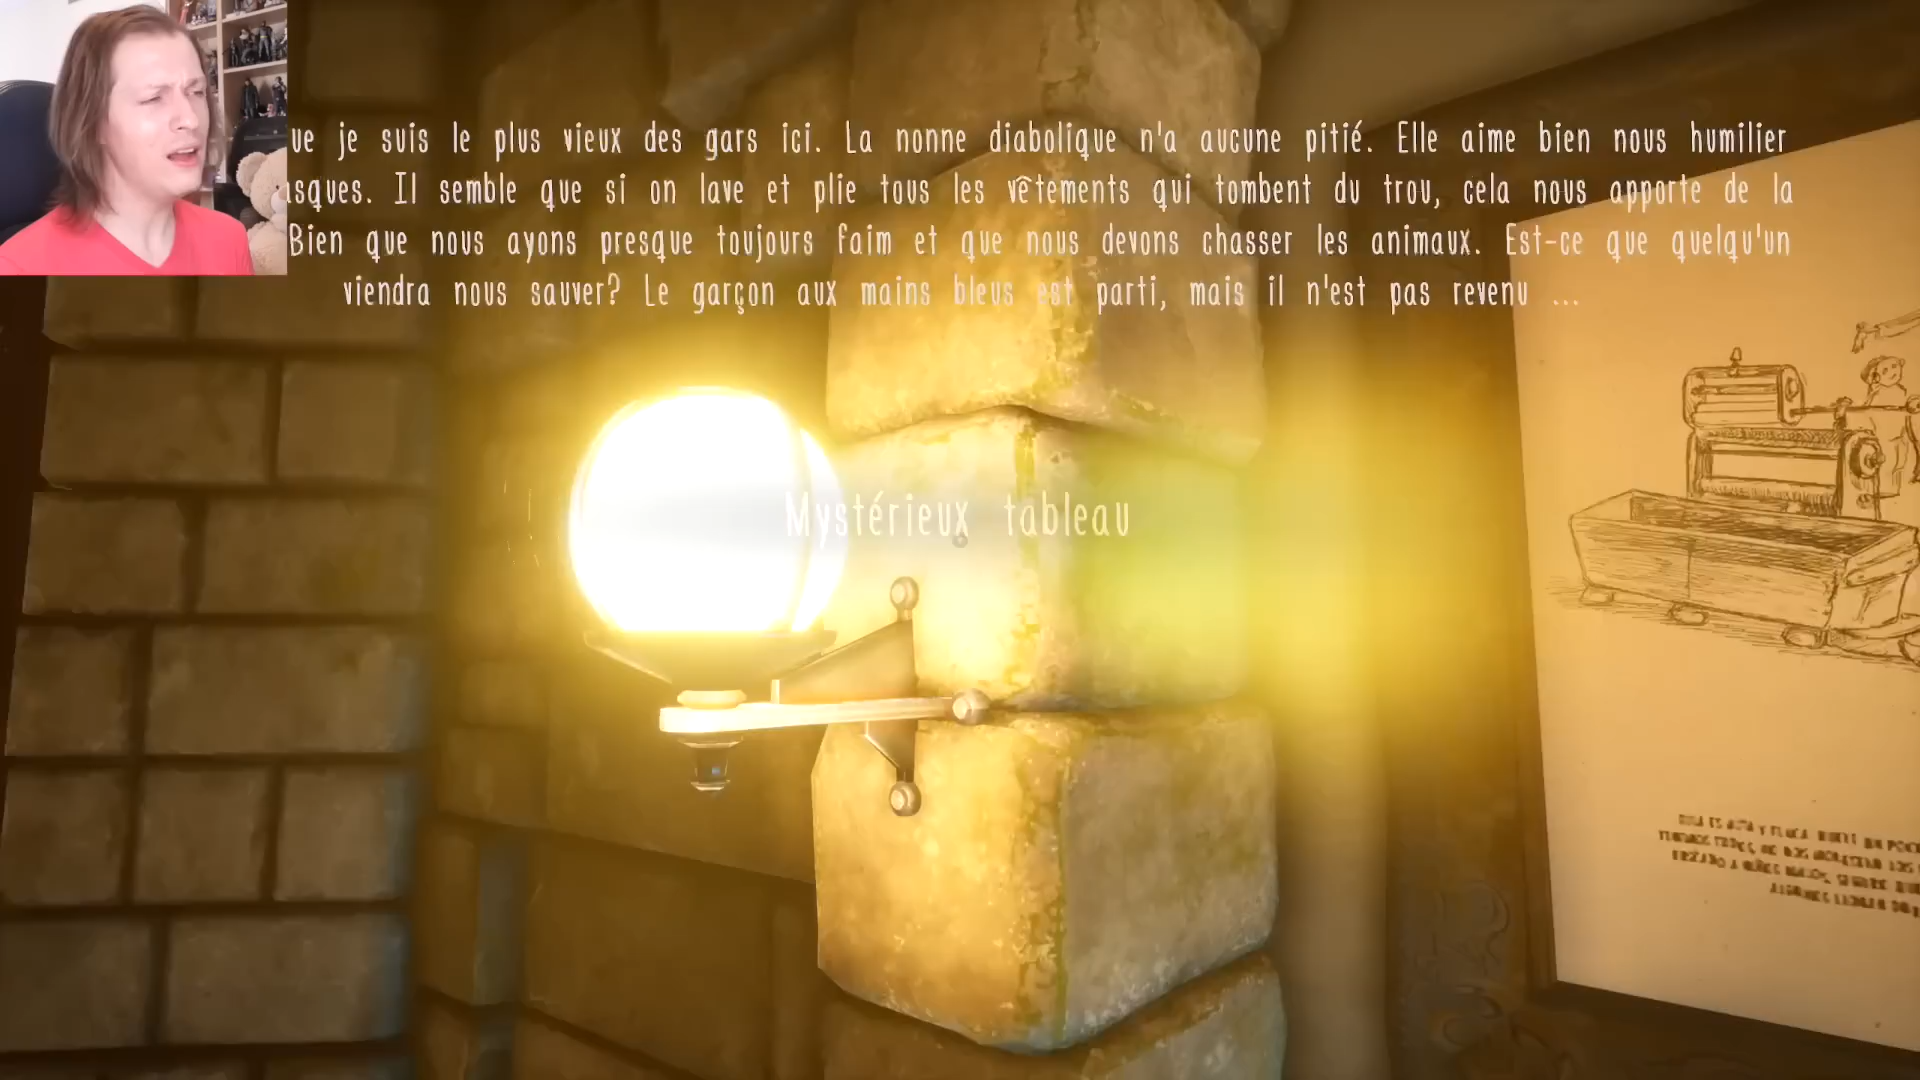 je suis le plus vieux des gars ici. La nonne diabolique n'a aucune pitié. Elle aime bien nous humilier
Il semble que si on lave et plie tous les vêtements qui tombent du trou, cela nous apporte de la
Bien que nous ayons presque toujours faim et que nous devons chasser les animaux. Est-ce que quelqu'un
viendra nous sauver? Le garçon aux mains bleus est parti, mais il n'est pas revenu ...
Mystérieux tableau